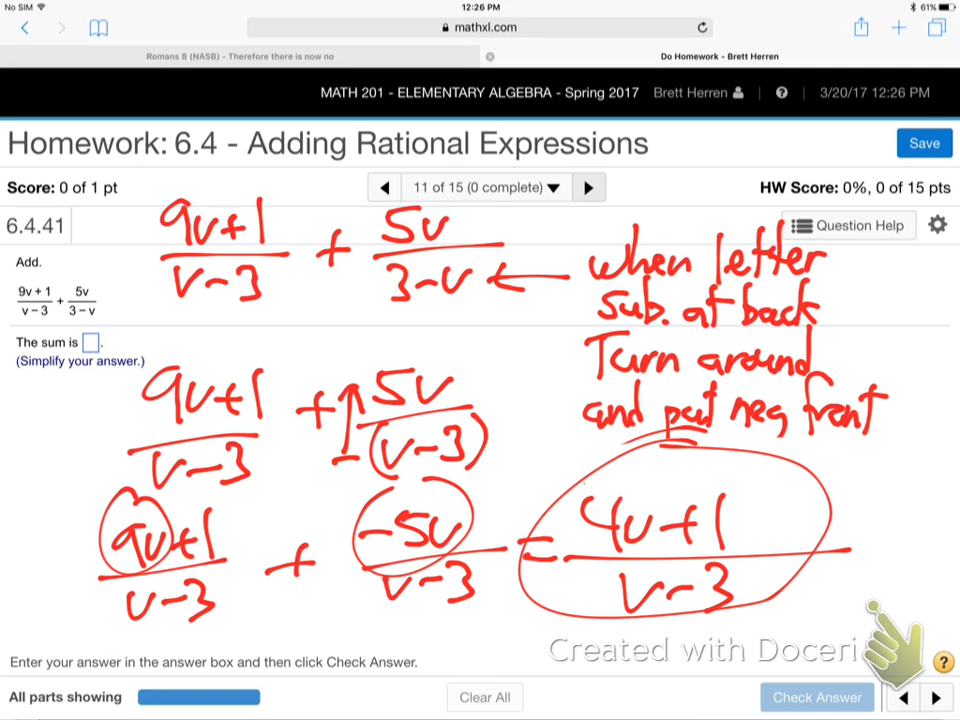 No SIM 12:26 PM 61%
mathxl.com
Romans 8 (NASB) - Therefore there is now no Do Homework - Brett Herren
MATH 201 - ELEMENTARY ALGEBRA - Spring 2017 Brett Herren | ? | 3/20/17 12:26 PM
Homework: 6.4 - Adding Rational Expressions Save
Score: 0 of 1 pt 11 of 15 (0 complete) HW Score: 0%, 0 of 15 pts
6.4.41 Question Help
Add.
9v + 1 / v − 3 + 5v / 3 − v
The sum is .
(Simplify your answer.)
9v+1 / v-3 + 5v / 3-v
when letter
sub. at back
Turn around
and put neg front
9v+1 / v-3 + 5v / -(v-3)
9v+1 / v-3 + -5v / v-3 = 4v+1 / v-3
Created with Doceri
Enter your answer in the answer box and then click Check Answer. ?
All parts showing Clear All Check Answer